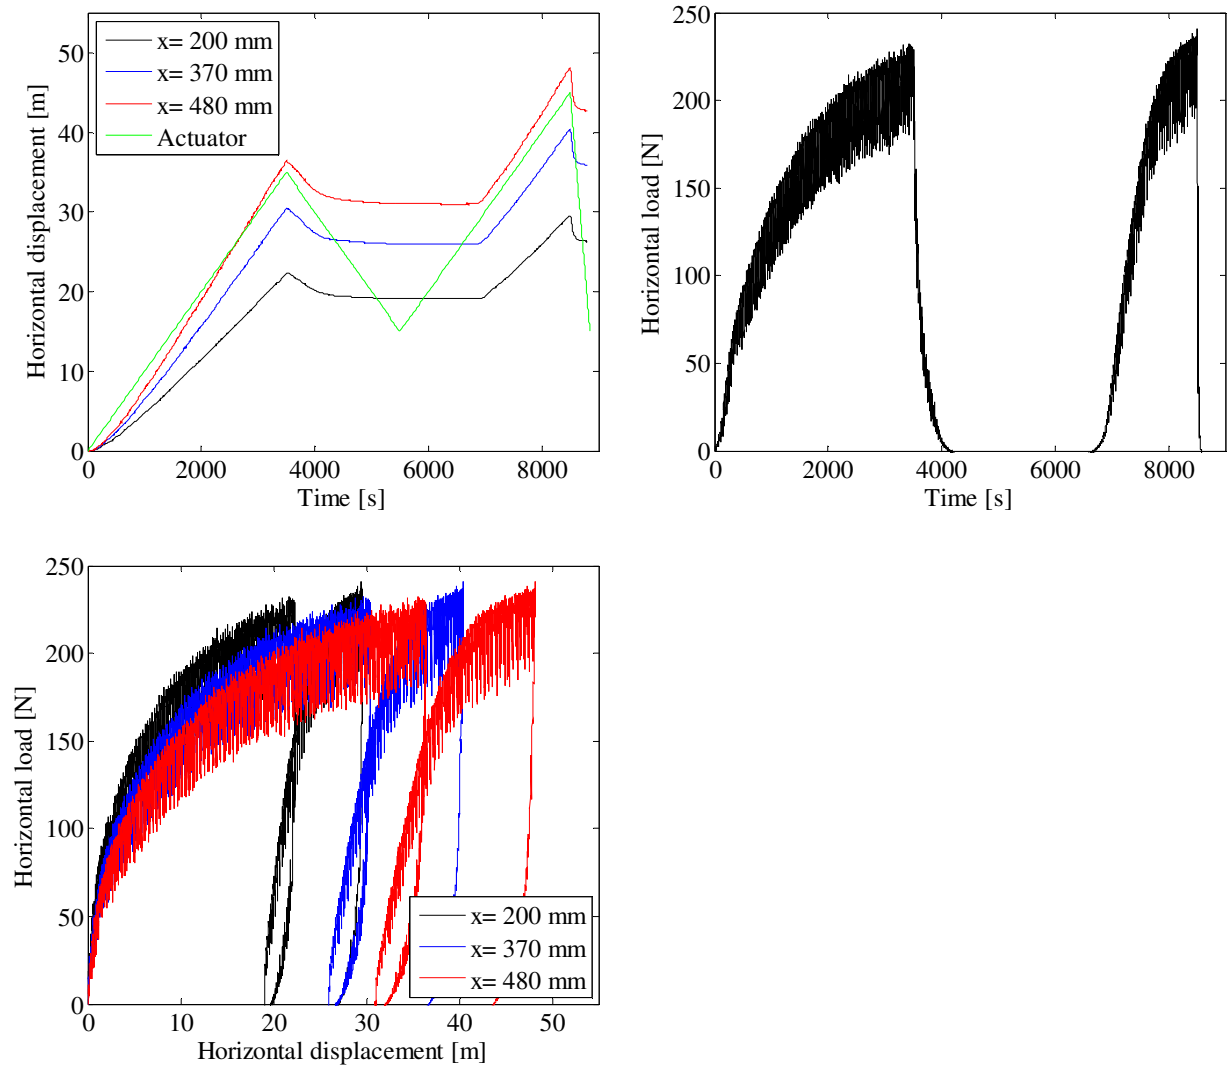 Horizontal displacement [m]
50
40
30
20
10
0
x= 200 mm
x= 370 mm
x= 480 mm
Actuator
0 2000 4000 6000 8000
Time [s]
Horizontal load [N]
250
200
150
100
50
0
0 2000 4000 6000 8000
Time [s]
Horizontal load [N]
250
200
150
100
50
0
x= 200 mm
x= 370 mm
x= 480 mm
0 10 20 30 40 50
Horizontal displacement [m]